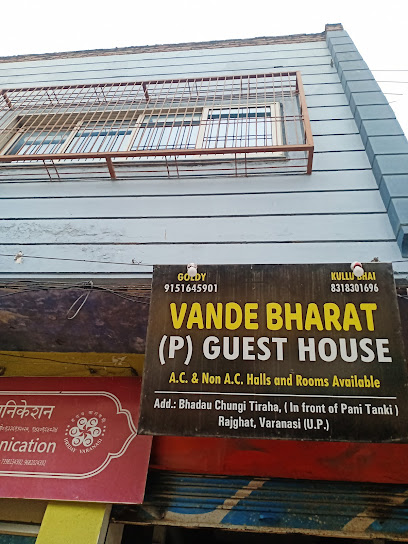 GOLDY
9151645901
KULLU BHAI
8318301696
VANDE BHARAT
(P) GUEST HOUSE
A.C. & Non A.C. Halls and Rooms Available
Add.: Bhadau Chungi Tiraha, ( In front of Pani Tanki )
Rajghat, Varanasi (U.P.)
निकेशन
nication